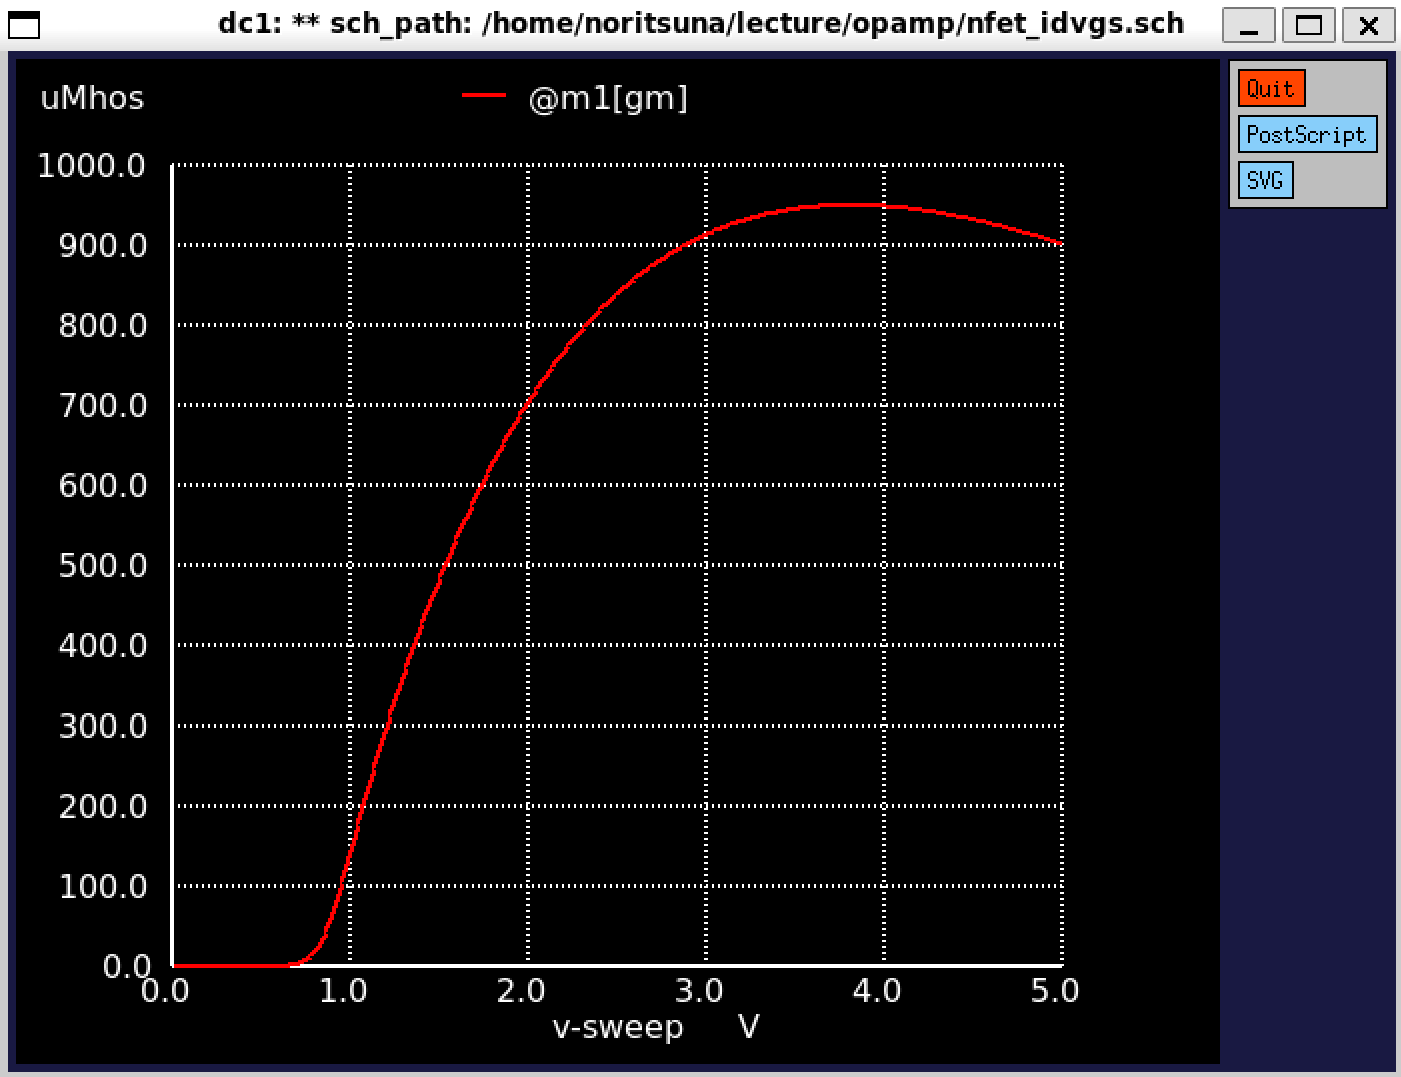 dc1: ** sch_path: /home/noritsuna/lecture/opamp/nfet_idvgs.sch
Quit
PostScript
SVG
uMhos
@m1[gm]
1000.0
900.0
800.0
700.0
600.0
500.0
400.0
300.0
200.0
100.0
0.0
0.0 1.0 2.0 3.0 4.0 5.0
v-sweep V